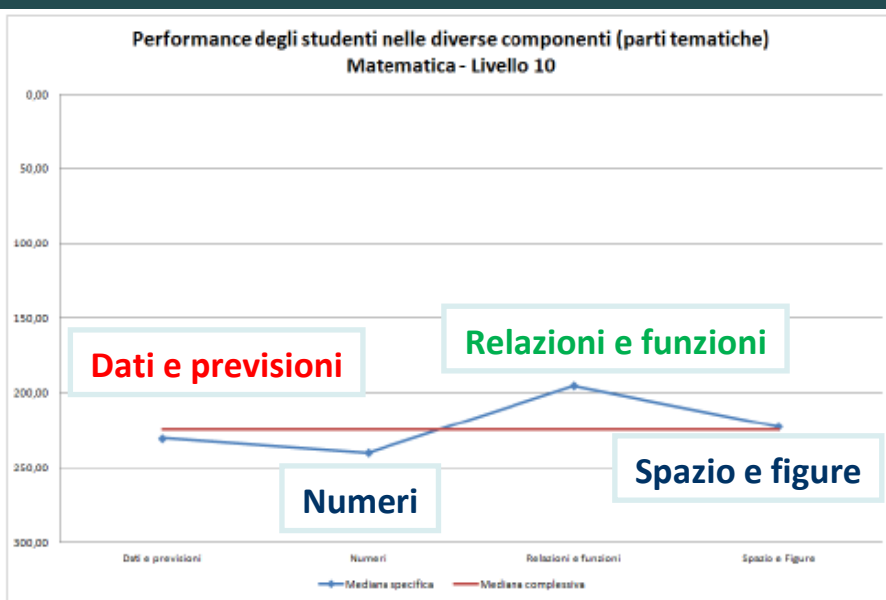 Performance degli studenti nelle diverse componenti (parti tematiche)
Matematica - Livello 10
0,00
50,00
100,00
150,00
Relazioni e funzioni
Dati e previsioni
200,00
250,00
Spazio e figure
Numeri
300,00
Dati e previsioni Numeri Relazioni e funzioni Spazio e Figure
Mediana specifica Mediana complessiva